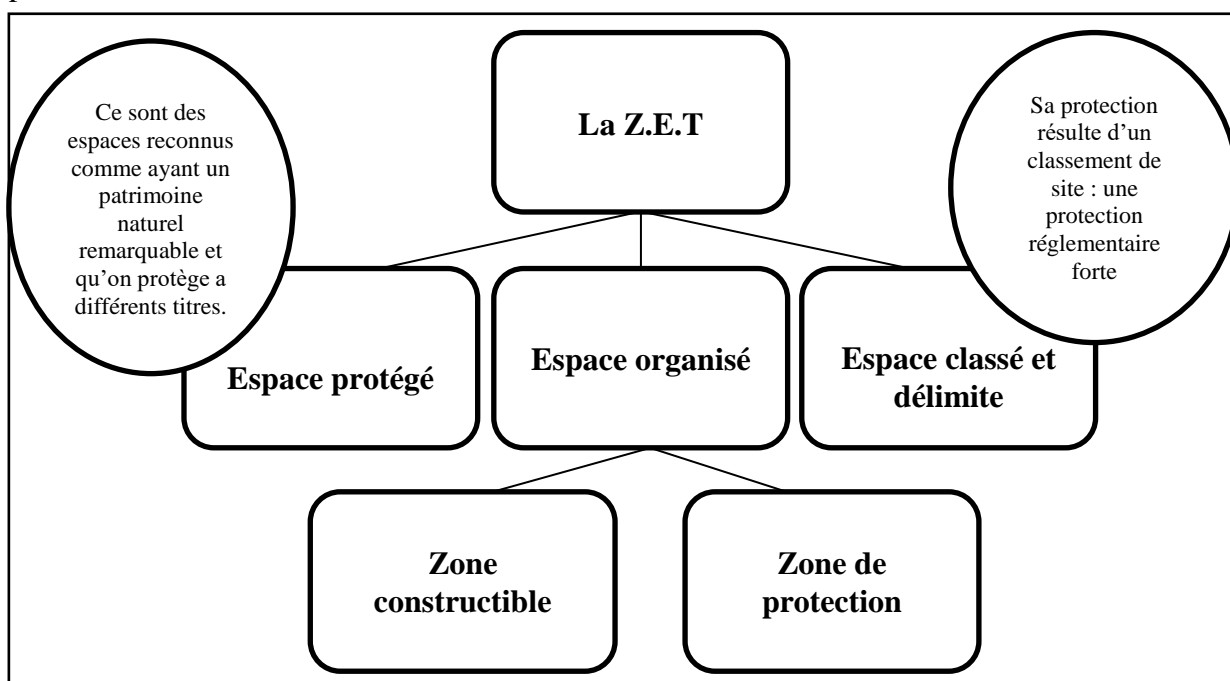 La Z.E.T
Ce sont des
espaces reconnus
comme ayant un
patrimoine
naturel
remarquable et
qu’on protège a
différents titres.
Sa protection
résulte d’un
classement de
site : une
protection
réglementaire
forte
Espace protégé
Espace organisé
Espace classé et
délimite
Zone
constructible
Zone de
protection